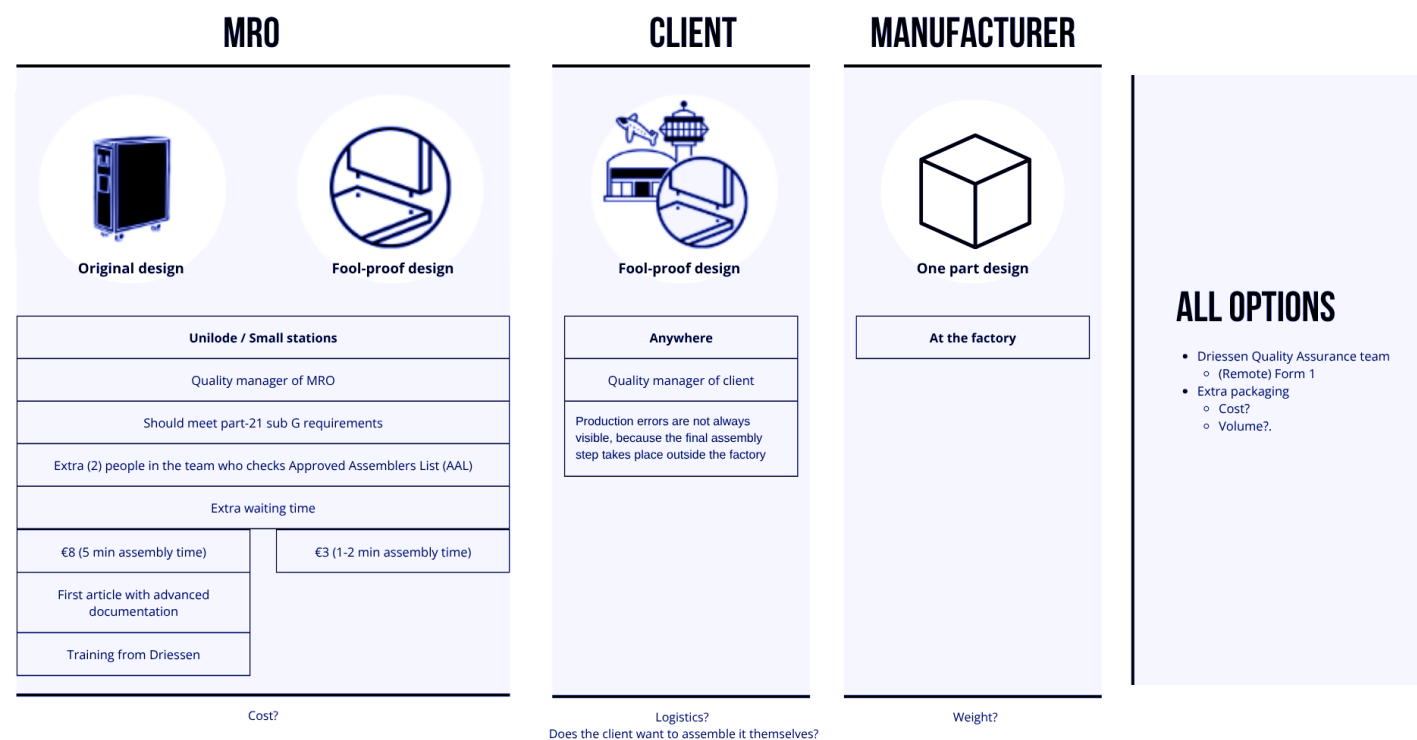 MRO
Original design
Fool-proof design
Unilode / Small stations
Quality manager of MRO
Should meet part-21 sub G requirements
Extra (2) people in the team who checks Approved Assemblers List (AAL)
Extra waiting time
€8 (5 min assembly time)
€3 (1-2 min assembly time)
First article with advanced
documentation
Training from Driessen
Cost?
CLIENT
Fool-proof design
Anywhere
Quality manager of client
Production errors are not always
visible, because the final assembly
step takes place outside the factory
Logistics?
Does the client want to assemble it themselves?
MANUFACTURER
One part design
At the factory
Weight?
ALL OPTIONS
• Driessen Quality Assurance team
◦ (Remote) Form 1
• Extra packaging
◦ Cost?
◦ Volume?.